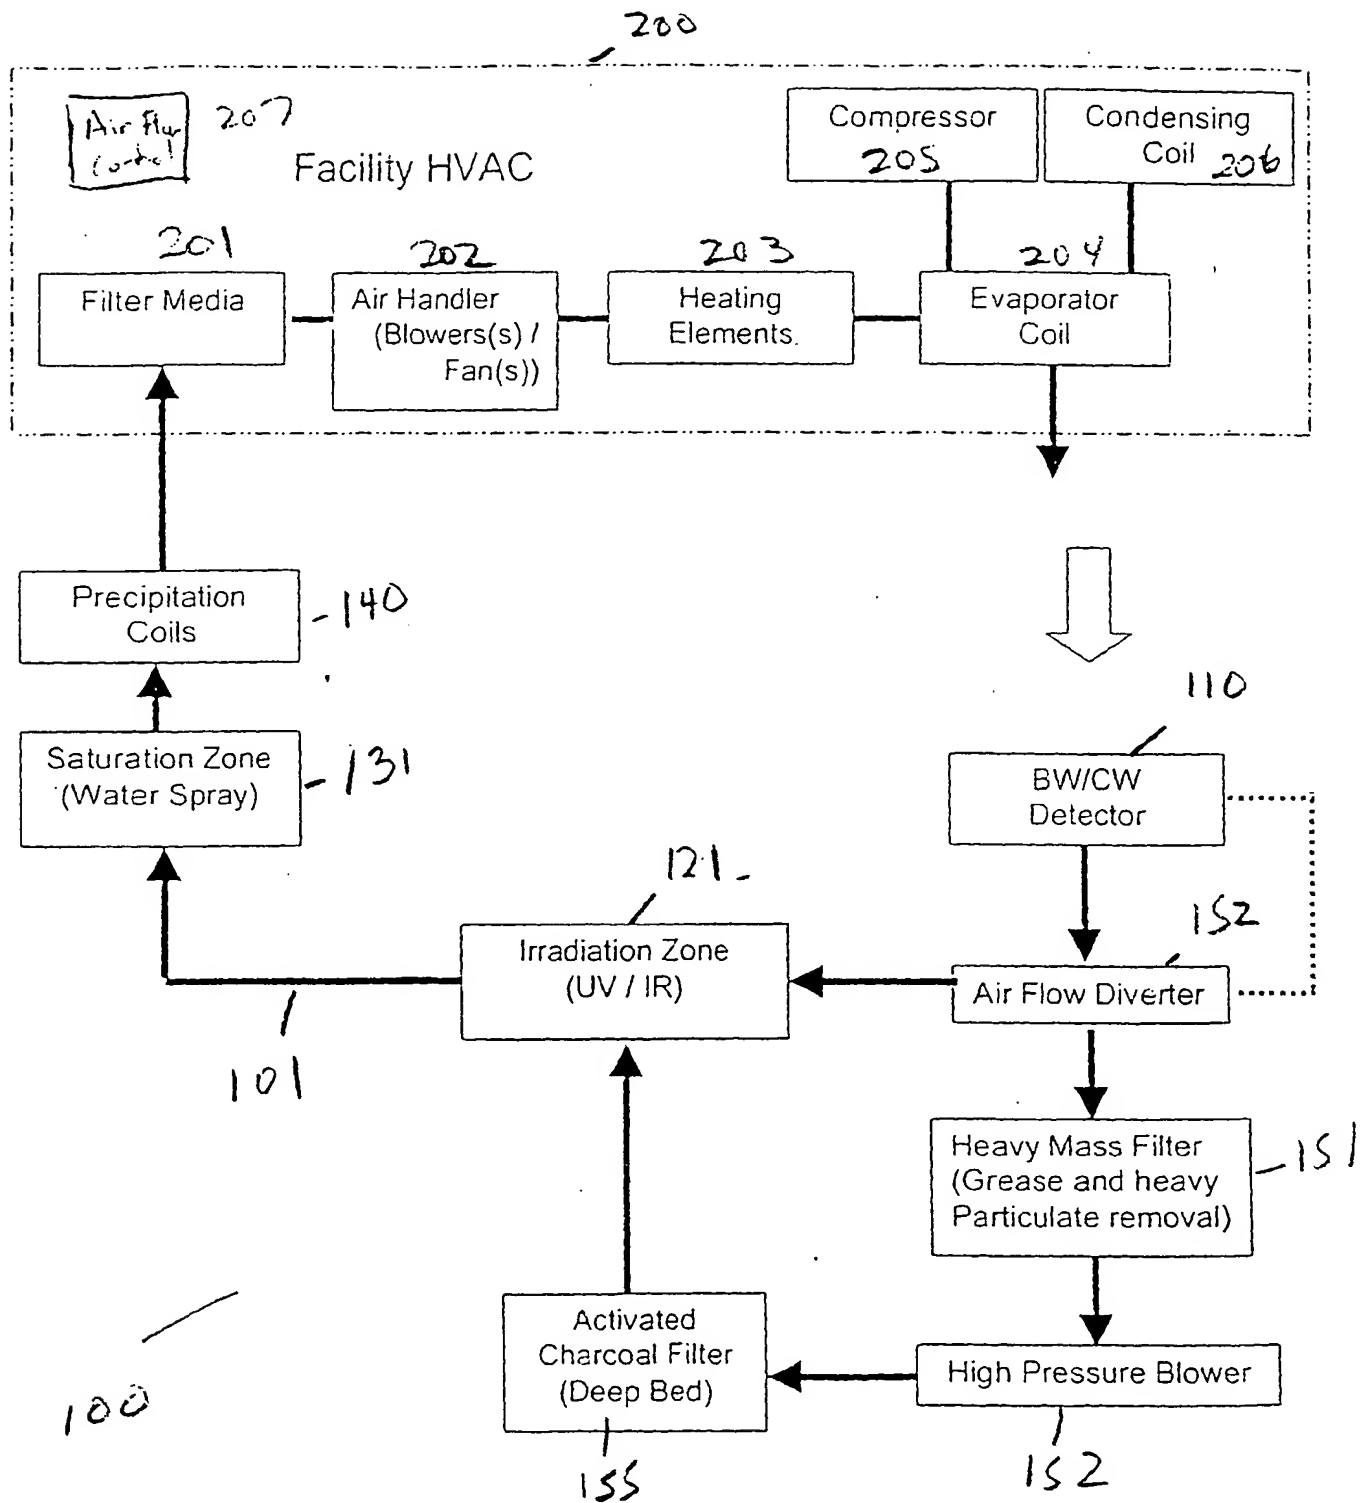 200
Air Flow
Control
207
Facility HVAC
Compressor
205
Condensing
Coil
206
201
Filter Media
202
Air Handler
(Blowers(s) /
Fan(s))
203
Heating
Elements.
204
Evaporator
Coil
Precipitation
Coils
140
110
Saturation Zone
(Water Spray)
131
BW/CW
Detector
121
152
Irradiation Zone
(UV / IR)
Air Flow Diverter
101
Heavy Mass Filter
(Grease and heavy
Particulate removal)
151
Activated
Charcoal Filter
(Deep Bed)
High Pressure Blower
100
155
152